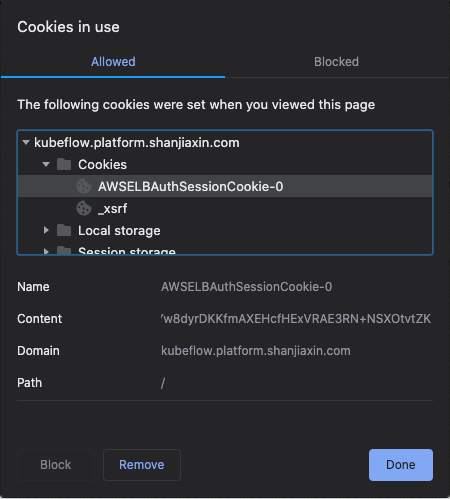 Cookies in use
Allowed Blocked
The following cookies were set when you viewed this page
kubeflow.platform.shanjiaxin.com
Cookies
AWSELBAuthSessionCookie-0
_xsrf
Local storage
Session storage
Name AWSELBAuthSessionCookie-0
Content w8dyrDKKfmAXEHcfHExVRAE3RN+NSXOtvtZK
Domain kubeflow.platform.shanjiaxin.com
Path /
Block Remove Done